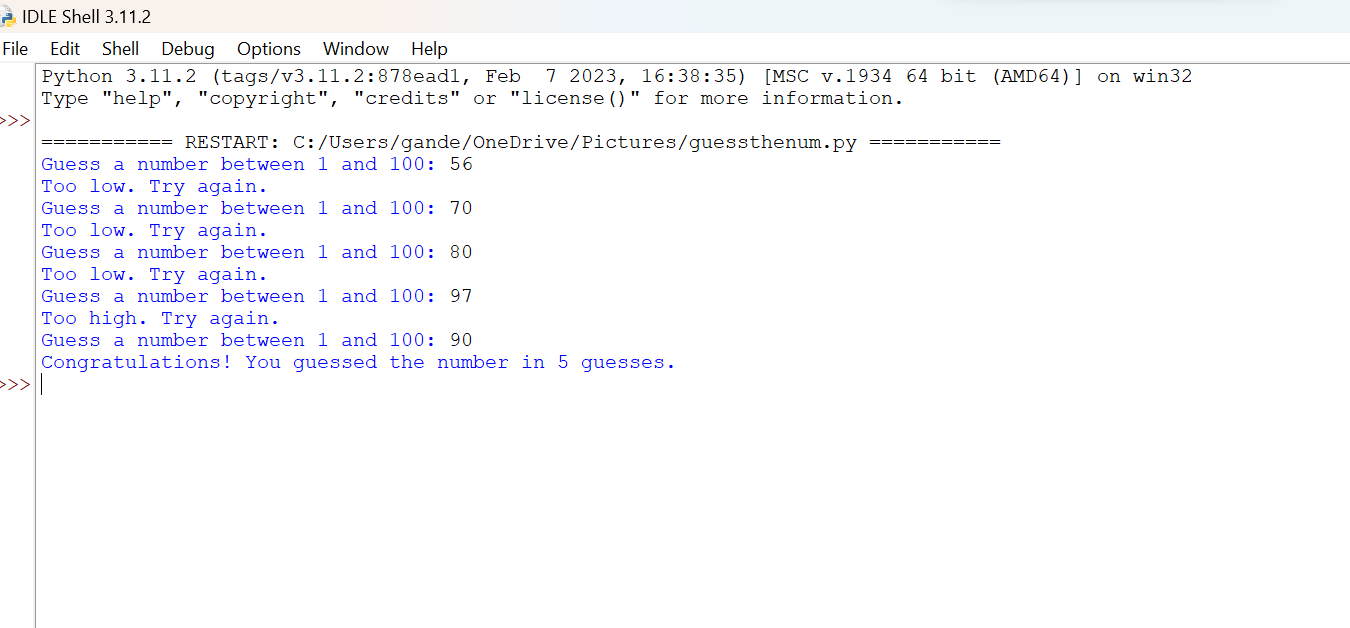 IDLE Shell 3.11.2
File Edit Shell Debug Options Window Help
Python 3.11.2 (tags/v3.11.2:878ead1, Feb  7 2023, 16:38:35) [MSC v.1934 64 bit (AMD64)] on win32
Type "help", "copyright", "credits" or "license()" for more information.
>>>
=========== RESTART: C:/Users/gande/OneDrive/Pictures/guessthenum.py ===========
Guess a number between 1 and 100: 56
Too low. Try again.
Guess a number between 1 and 100: 70
Too low. Try again.
Guess a number between 1 and 100: 80
Too low. Try again.
Guess a number between 1 and 100: 97
Too high. Try again.
Guess a number between 1 and 100: 90
Congratulations! You guessed the number in 5 guesses.
>>>